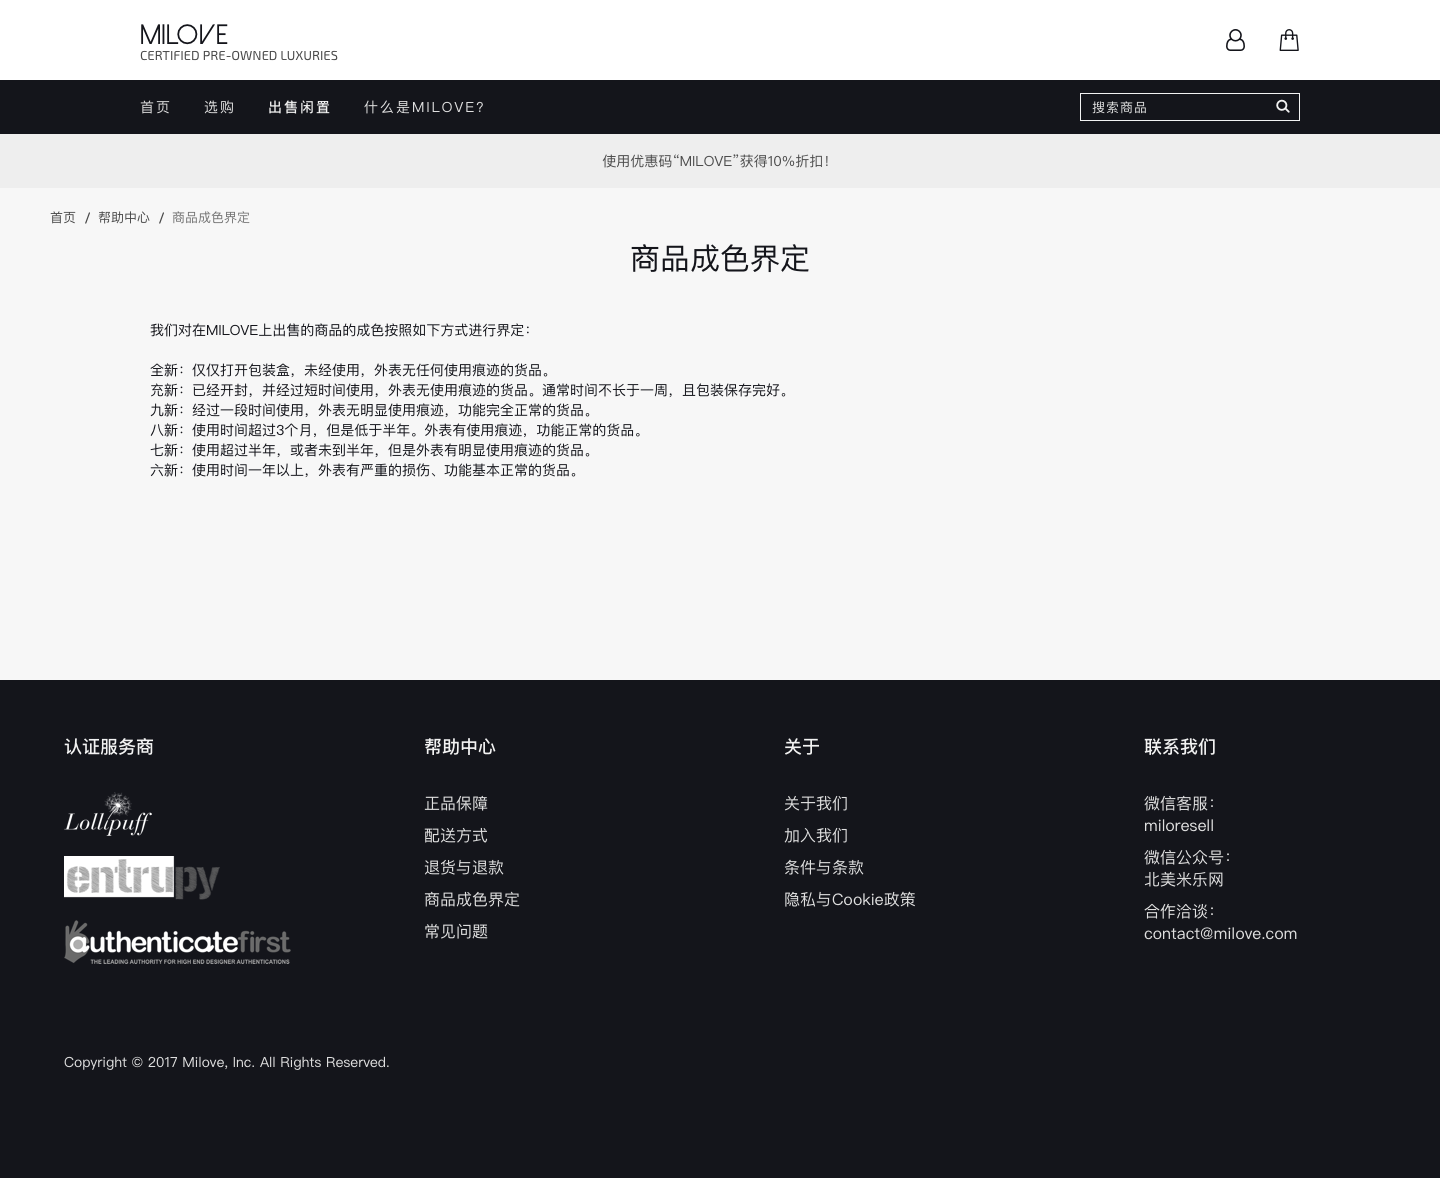 MILOVE
CERTIFIED PRE-OWNED LUXURIES
首页 选购 出售闲置 什么是MILOVE? 搜索商品
使用优惠码“MILOVE”获得10%折扣！
首页 / 帮助中心 / 商品成色界定
商品成色界定
我们对在MILOVE上出售的商品的成色按照如下方式进行界定：
全新：仅仅打开包装盒，未经使用，外表无任何使用痕迹的货品。
充新：已经开封，并经过短时间使用，外表无使用痕迹的货品。通常时间不长于一周，且包装保存完好。
九新：经过一段时间使用，外表无明显使用痕迹，功能完全正常的货品。
八新：使用时间超过3个月，但是低于半年。外表有使用痕迹，功能正常的货品。
七新：使用超过半年，或者未到半年，但是外表有明显使用痕迹的货品。
六新：使用时间一年以上，外表有严重的损伤、功能基本正常的货品。
认证服务商
Lollipuff
entrupy
authenticatefirst
THE LEADING AUTHORITY FOR HIGH END DESIGNER AUTHENTICATIONS
帮助中心
正品保障
配送方式
退货与退款
商品成色界定
常见问题
关于
关于我们
加入我们
条件与条款
隐私与Cookie政策
联系我们
微信客服：
miloresell
微信公众号：
北美米乐网
合作洽谈：
contact@milove.com
Copyright © 2017 Milove, Inc. All Rights Reserved.